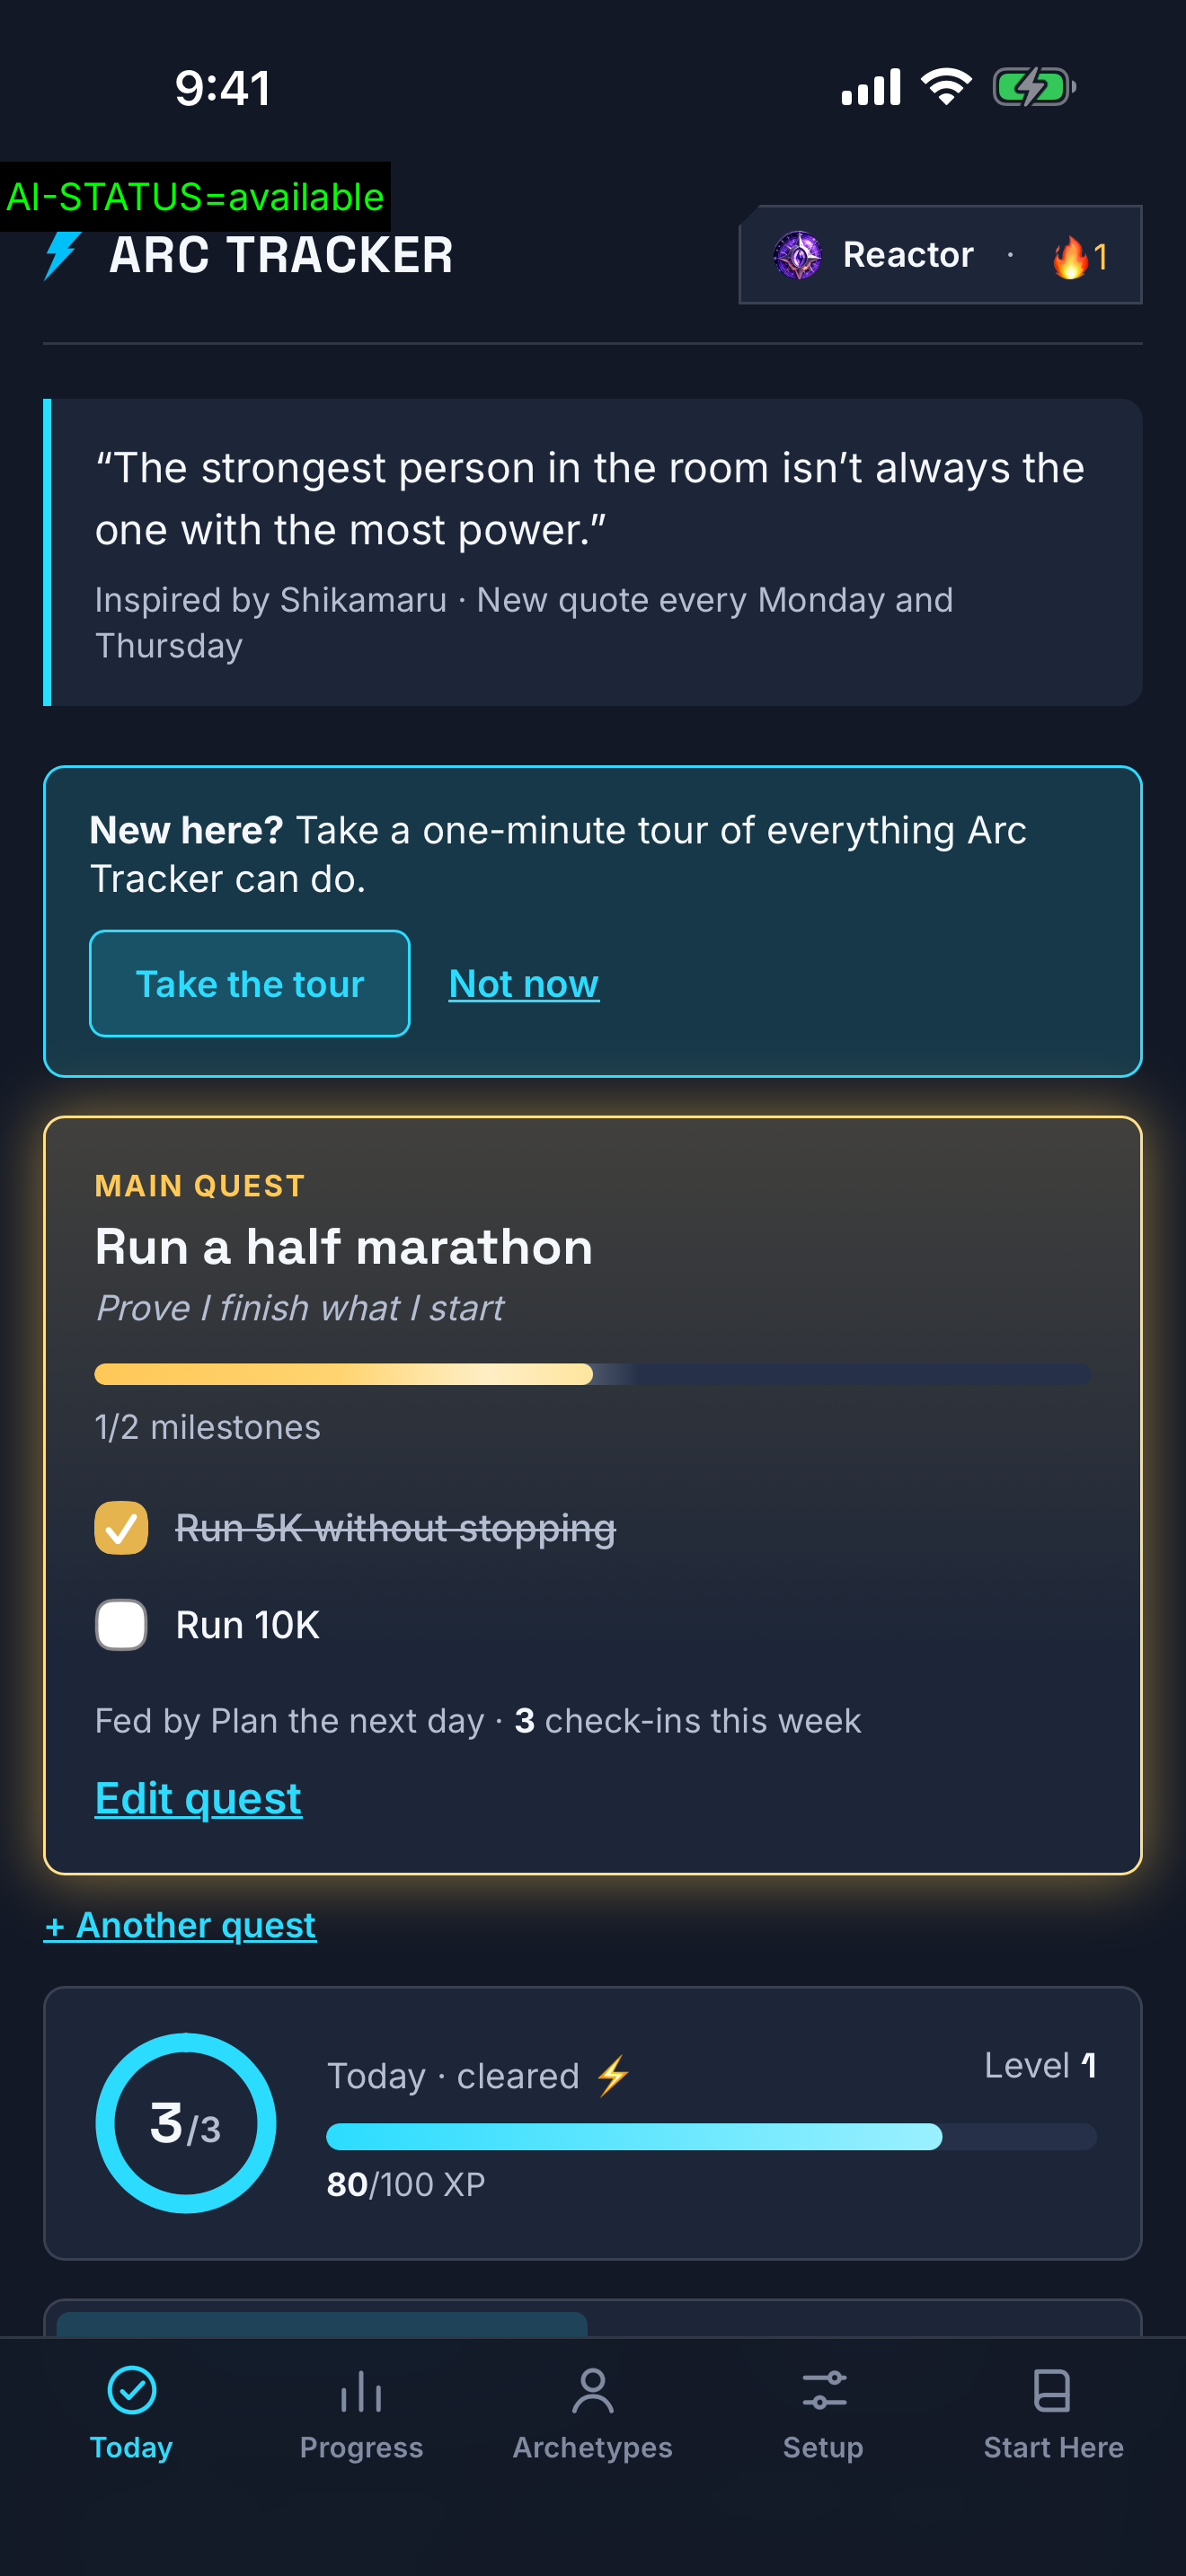 9:41
AI-STATUS=available
ARC TRACKER
Reactor · 🔥1
“The strongest person in the room isn’t always the
one with the most power.”
Inspired by Shikamaru · New quote every Monday and
Thursday
New here? Take a one-minute tour of everything Arc
Tracker can do.
Take the tour
Not now
MAIN QUEST
Run a half marathon
Prove I finish what I start
1/2 milestones
Run 5K without stopping
Run 10K
Fed by Plan the next day · 3 check-ins this week
Edit quest
+ Another quest
3/3
Today · cleared ⚡
Level 1
80/100 XP
Today
Progress
Archetypes
Setup
Start Here